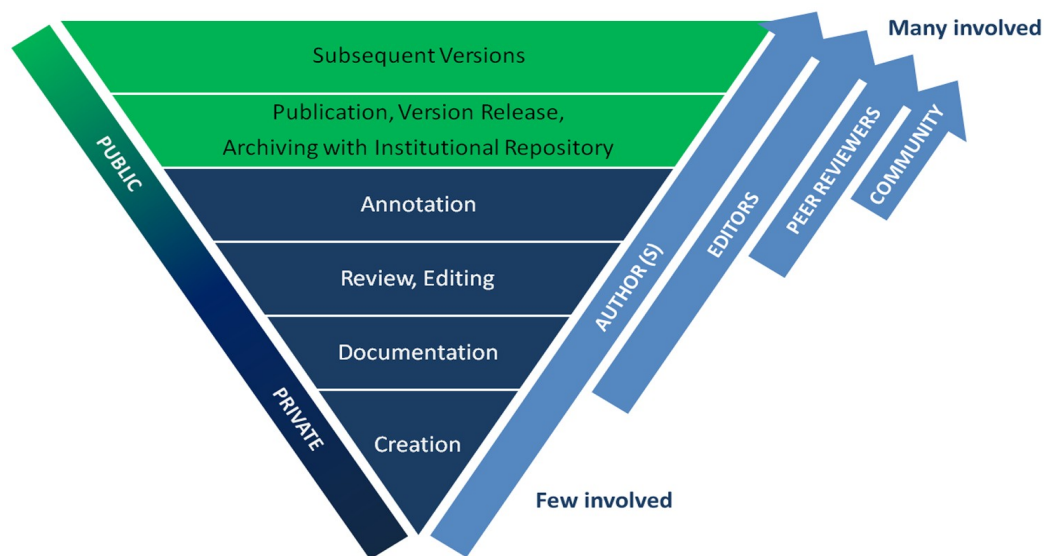 Many involved
Subsequent Versions
Publication, Version Release,
Archiving with Institutional Repository
Annotation
Review, Editing
Documentation
Creation
PUBLIC
PRIVATE
AUTHOR(S)
EDITORS
PEER REVIEWERS
COMMUNITY
Few involved